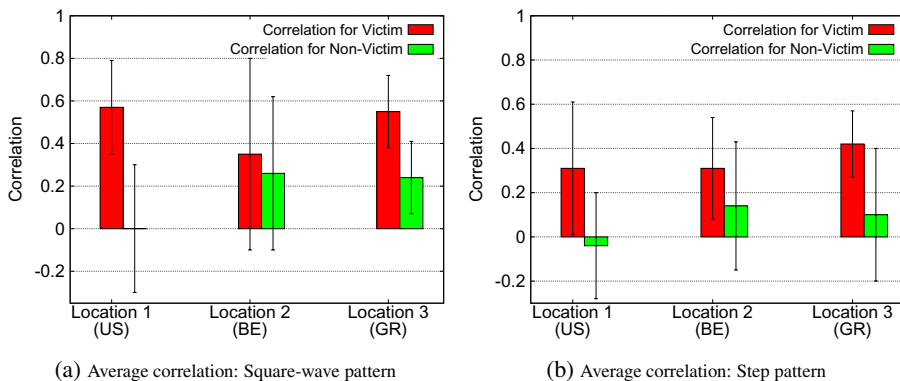 Correlation for Victim
Correlation for Non-Victim
Correlation
1
0.8
0.6
0.4
0.2
0
-0.2
Location 1
(US)
Location 2
(BE)
Location 3
(GR)
(a) Average correlation: Square-wave pattern
Correlation for Victim
Correlation for Non-Victim
Correlation
1
0.8
0.6
0.4
0.2
0
-0.2
Location 1
(US)
Location 2
(BE)
Location 3
(GR)
(b) Average correlation: Step pattern